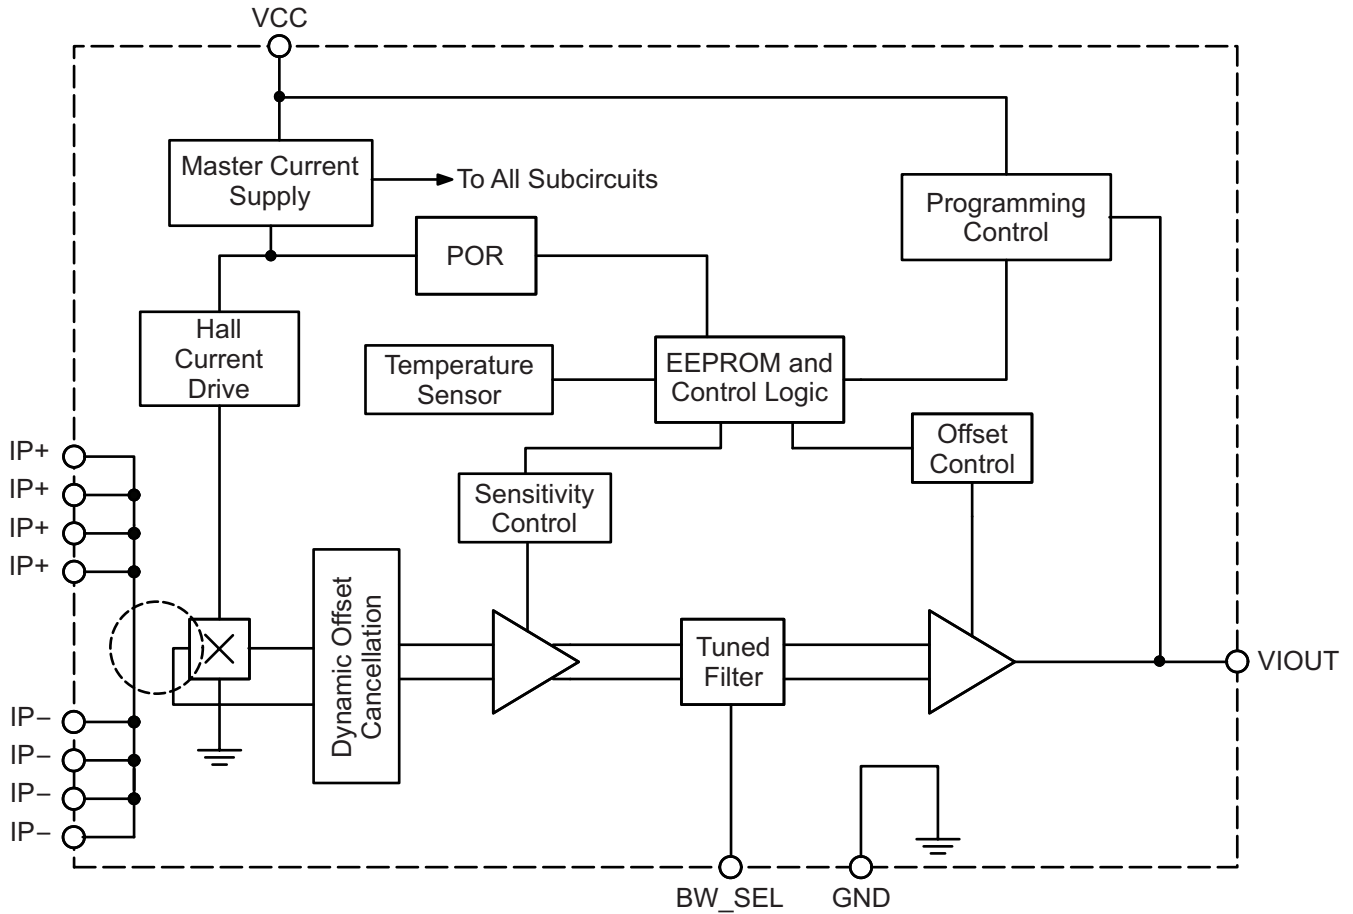 VCC
Master Current
Supply
To All Subcircuits
Programming
Control
POR
Hall
Current
Drive
Temperature
Sensor
EEPROM and
Control Logic
Offset
Control
Sensitivity
Control
IP+
IP+
IP+
IP+
Dynamic Offset
Cancellation
Tuned
Filter
VIOUT
IP–
IP–
IP–
IP–
BW_SEL
GND